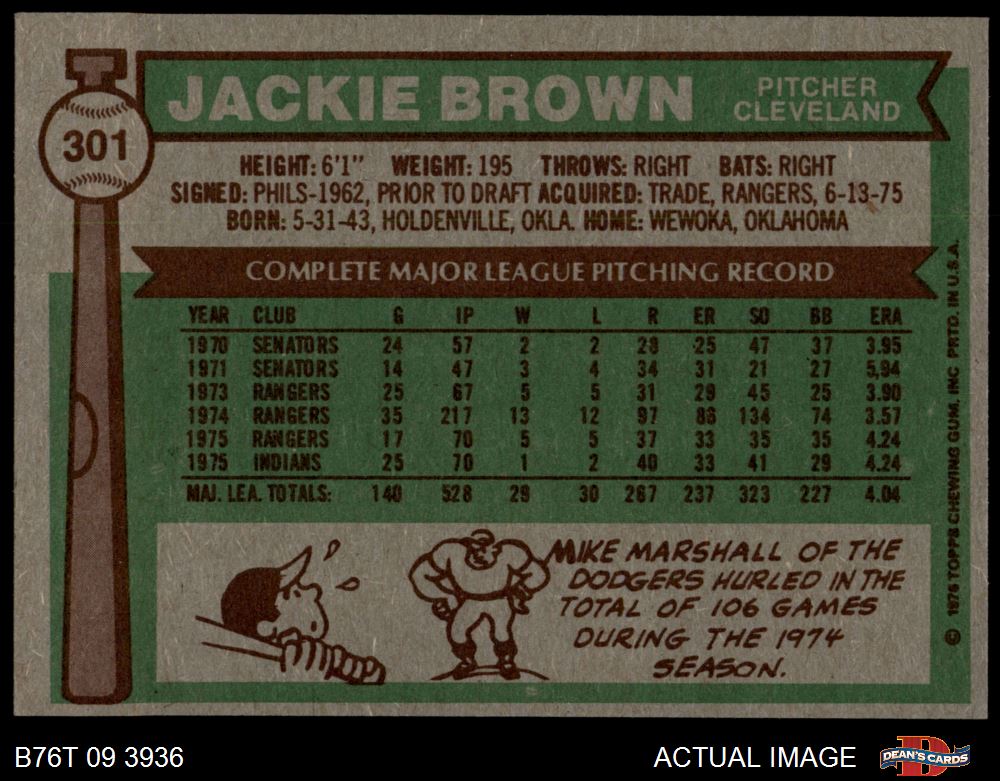 JACKIE BROWN
PITCHER
CLEVELAND
301
HEIGHT: 6'1" WEIGHT: 195 THROWS: RIGHT BATS: RIGHT
SIGNED: PHILS-1962, PRIOR TO DRAFT ACQUIRED: TRADE, RANGERS, 6-13-75
BORN: 5-31-43, HOLDENVILLE, OKLA. HOME: WEWOKA, OKLAHOMA
COMPLETE MAJOR LEAGUE PITCHING RECORD
YEAR CLUB G IP W L R ER SO BB ERA
1970 SENATORS 24 57 2 2 28 25 47 37 3.95
1971 SENATORS 14 47 3 4 34 31 21 27 5.94
1973 RANGERS 25 67 5 5 31 29 45 25 3.90
1974 RANGERS 35 217 13 12 97 86 134 74 3.57
1975 RANGERS 17 70 5 5 37 33 35 35 4.24
1975 INDIANS 25 70 1 2 40 33 41 29 4.24
MAJ. LEA. TOTALS: 140 528 29 30 267 237 323 227 4.04
MIKE MARSHALL OF THE
DODGERS HURLED IN THE
TOTAL OF 106 GAMES
DURING THE 1974
SEASON.
© 1976 TOPPS CHEWING GUM, INC PRTD. IN U.S.A.
B76T 09 3936
ACTUAL IMAGE
DEAN'S CARDS